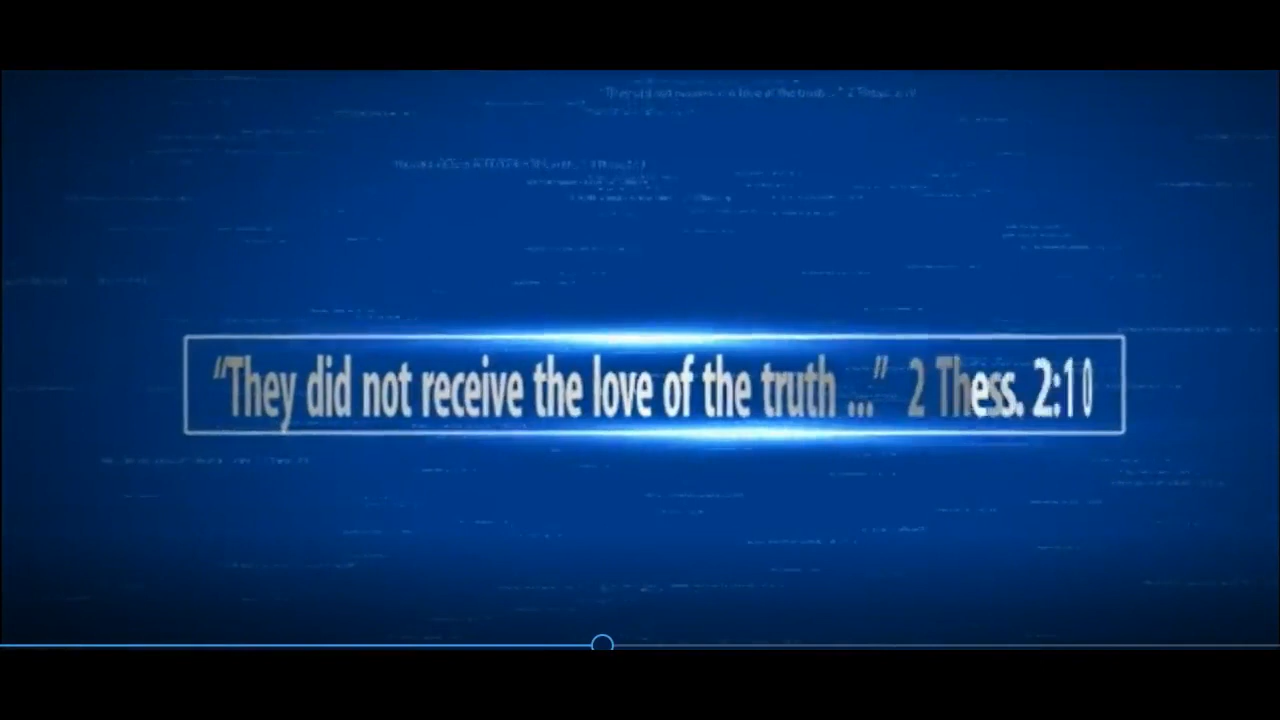 “They did not receive the love of the truth ...” 2 Thess. 2:10